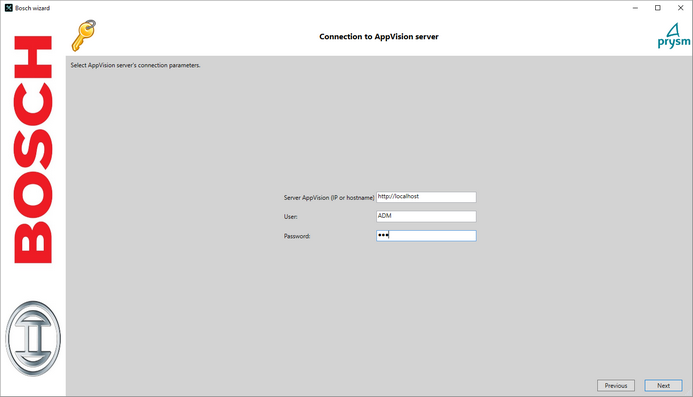 Bosch wizard
Connection to AppVision server
prysm
Select AppVision server's connection parameters.
BOSCH
Server AppVision (IP or hostname) http://localhost
User: ADM
Password: •••
Previous Next